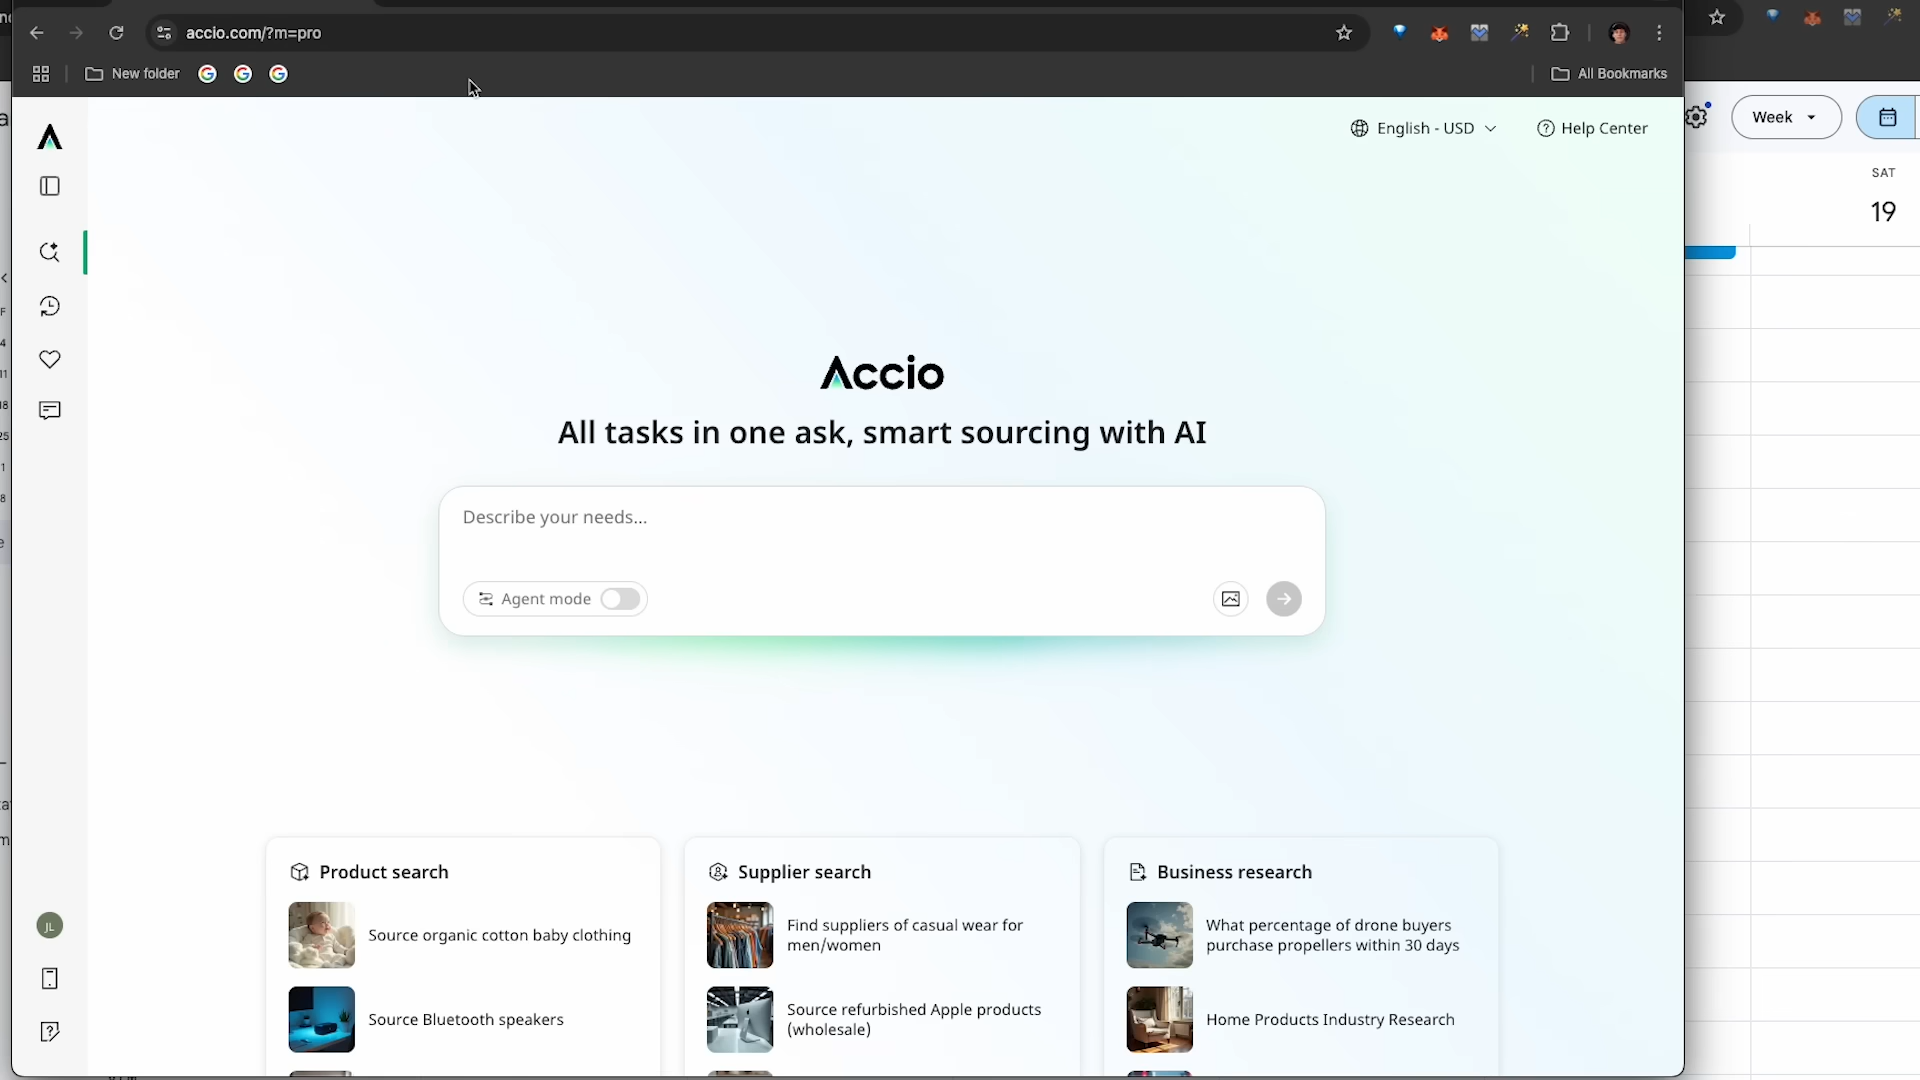 accio.com/?m=pro
New folder
All Bookmarks
English - USD
Help Center
Week
SAT
19
Accio
All tasks in one ask, smart sourcing with AI
Describe your needs...
Agent mode
Product search
Source organic cotton baby clothing
Source Bluetooth speakers
Supplier search
Find suppliers of casual wear for
men/women
Source refurbished Apple products
(wholesale)
Business research
What percentage of drone buyers
purchase propellers within 30 days
Home Products Industry Research
JL